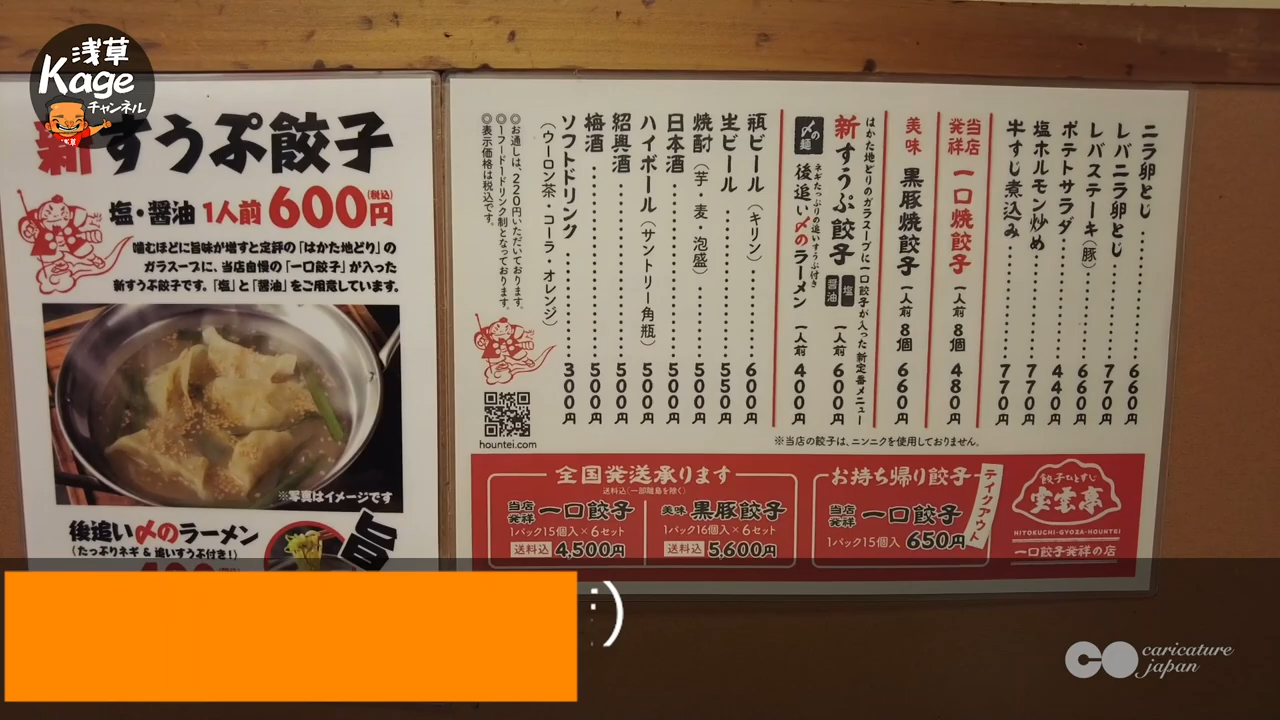 浅草
Kage
チャンネル
新すうぷ餃子
塩・醤油 1人前 600円(税込)
噛むほどに旨味が増すと定評の「はかた地どり」の
ガラスープに、当店自慢の「一口餃子」が入った
新すうぷ餃子です。「塩」と「醤油」をご用意しています。
※写真はイメージです
後追い〆のラーメン
(たっぷりネギ & 追いすうぷ付き!)
旨
ニラ卵とじ 660円
レバニラ卵とじ 770円
レバステーキ(豚) 660円
ポテトサラダ 440円
塩ホルモン炒め 770円
牛すじ煮込み 770円
当店発祥 一口焼餃子 一人前 8個 480円
美味 黒豚焼餃子 一人前 8個 660円
はかた地どりのガラスープに一口餃子が入った新定番メニュー
新すうぷ餃子 塩 醤油 一人前 600円
ネギたっぷりの追いすうぷ付き
〆の麺 後追い〆のラーメン 一人前 400円
瓶ビール(キリン) 600円
生ビール 550円
焼酎(芋・麦・泡盛) 500円
日本酒 500円
ハイボール(サントリー角瓶) 500円
紹興酒 500円
梅酒 500円
ソフトドリンク 300円
(ウーロン茶・コーラ・オレンジ)
◎お通しは、220円いただいております。
◎1フード1ドリンク制となっております。
◎表示価格は税込です。
hountei.com
※当店の餃子は、ニンニクを使用しておりません。
全国発送承ります
送料込(一部離島を除く)
当店発祥 一口餃子
1パック15個入×6セット
送料込 4,500円
美味 黒豚餃子
1パック16個入×6セット
送料込 5,600円
お持ち帰り餃子
テイクアウト
当店発祥 一口餃子
1パック15個入 650円
餃子ひとすじ
宝雲亭
HITOKUCHI-GYOZA-HOUNTEI
一口餃子発祥の店
:)
caricature
japan